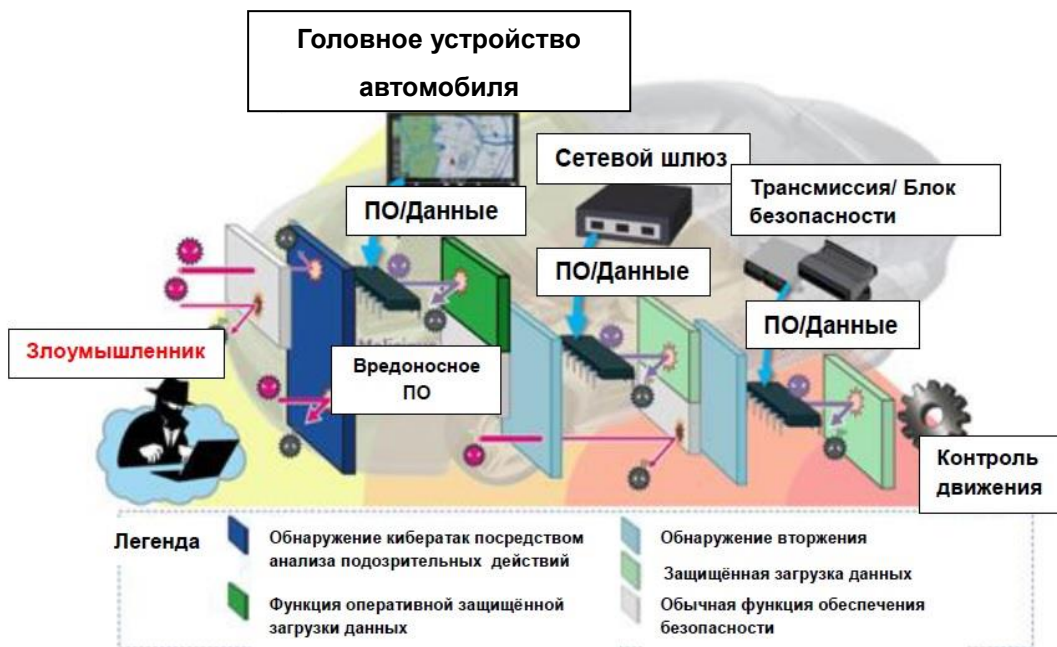 Головное устройство
автомобиля
Сетевой шлюз
Трансмиссия/ Блок
безопасности
ПО/Данные
ПО/Данные
ПО/Данные
Злоумышленник
Вредоносное
ПО
Контроль
движения
Легенда
Обнаружение кибератак посредством
анализа подозрительных действий
Функция оперативной защищённой
загрузки данных
Обнаружение вторжения
Защищённая загрузка данных
Обычная функция обеспечения
безопасности